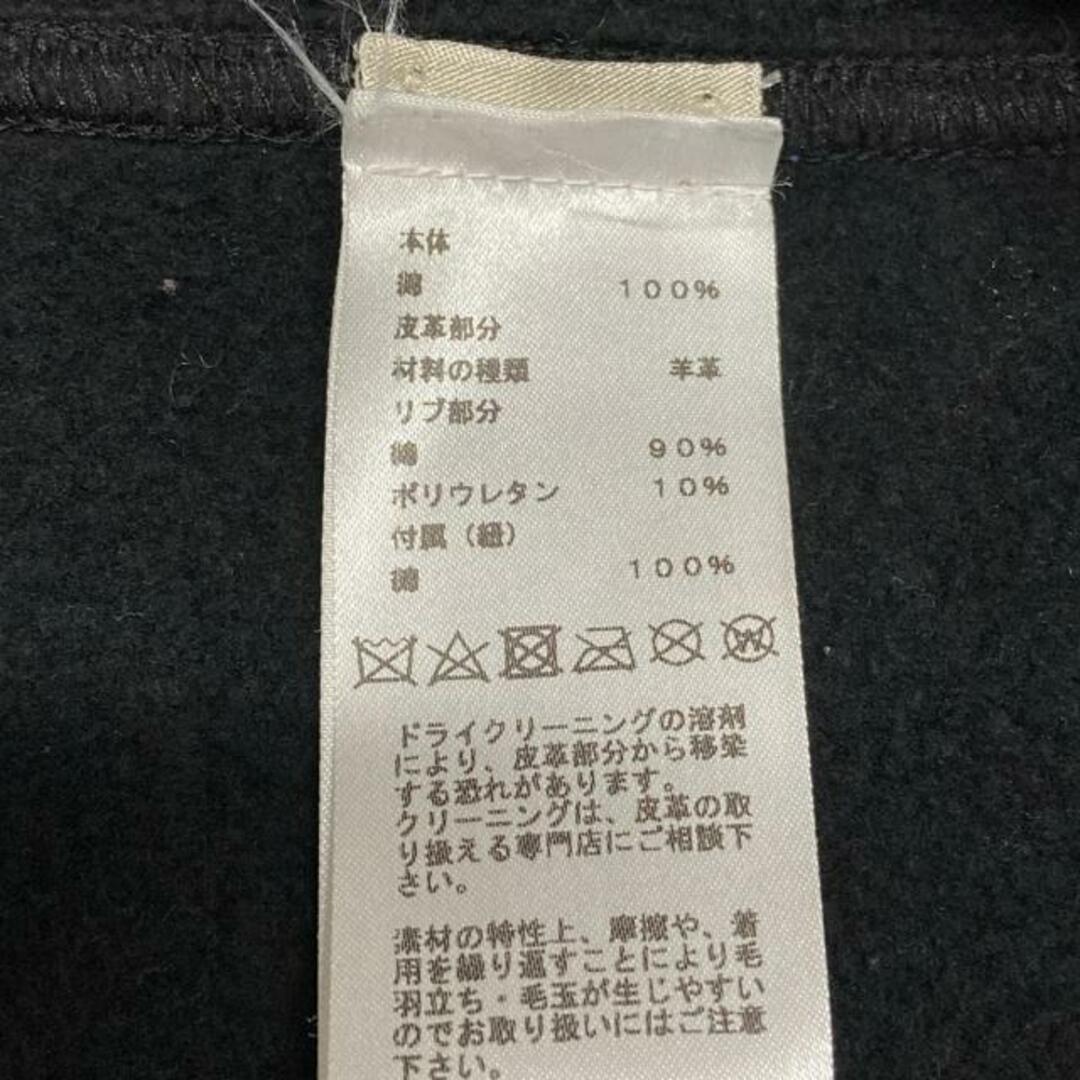 本体
綿 100%
皮革部分
材料の種類 羊革
リブ部分
綿 90%
ポリウレタン 10%
付属（紐）
綿 100%
W
ドライクリーニングの溶剤
により、皮革部分から移染
する恐れがあります。
クリーニングは、皮革の取
り扱える専門店にご相談下
さい。
素材の特性上、摩擦や、着
用を繰り返すことにより毛
羽立ち・毛玉が生じやすい
のでお取り扱いにはご注意
下さい。